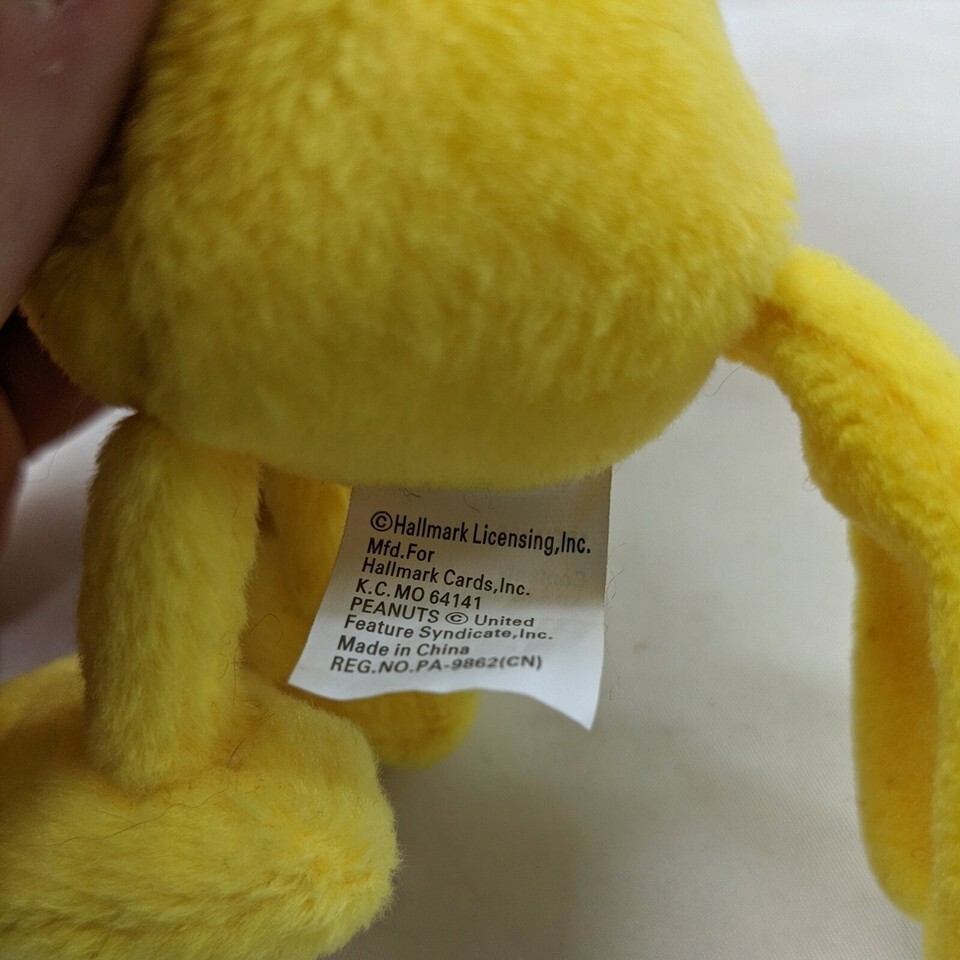 ©Hallmark Licensing,Inc.
Mfd.For
Hallmark Cards,Inc.
K.C. MO 64141
PEANUTS © United
Feature Syndicate,Inc.
Made in China
REG.NO.PA-9862(CN)